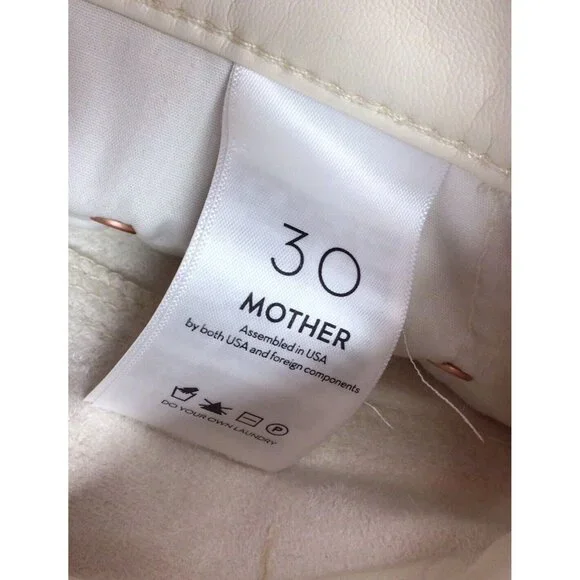 30
MOTHER
Assembled in USA
by both USA and foreign components
P
DO YOUR OWN LAUNDRY